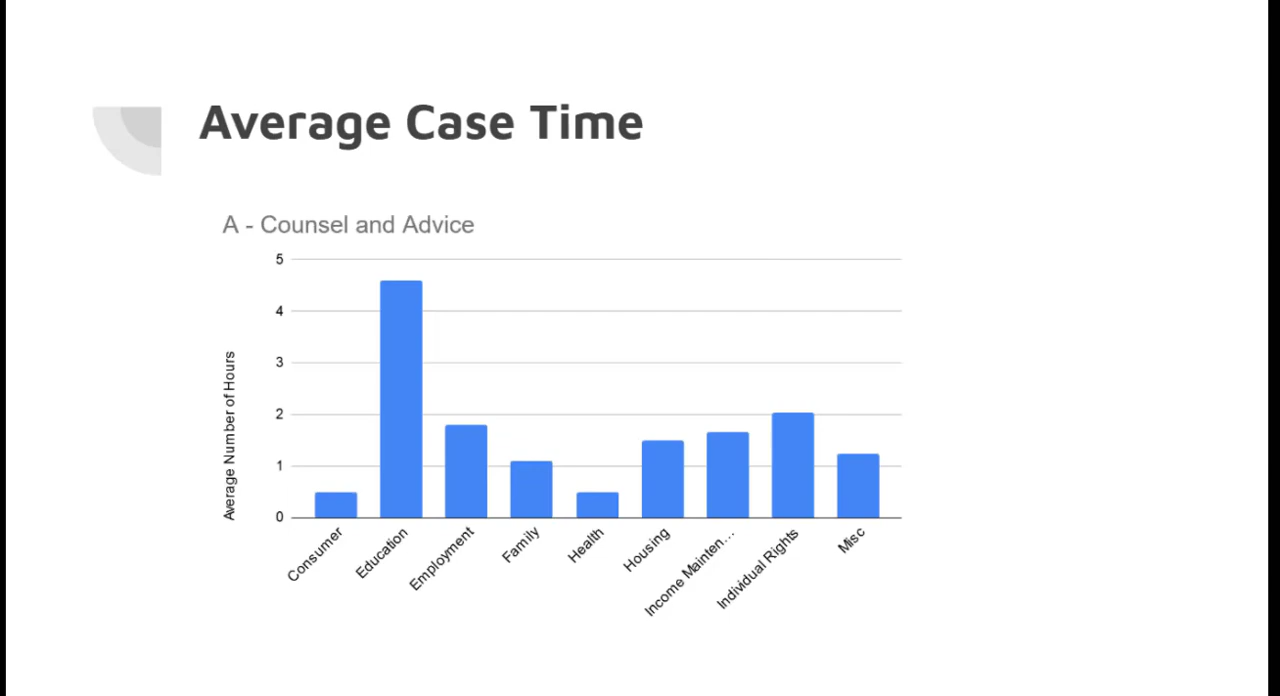 Average Case Time
A - Counsel and Advice
5
4
3
2
1
0
Average Number of Hours
Consumer
Education
Employment
Family
Health
Housing
Income Mainten...
Individual Rights
Misc